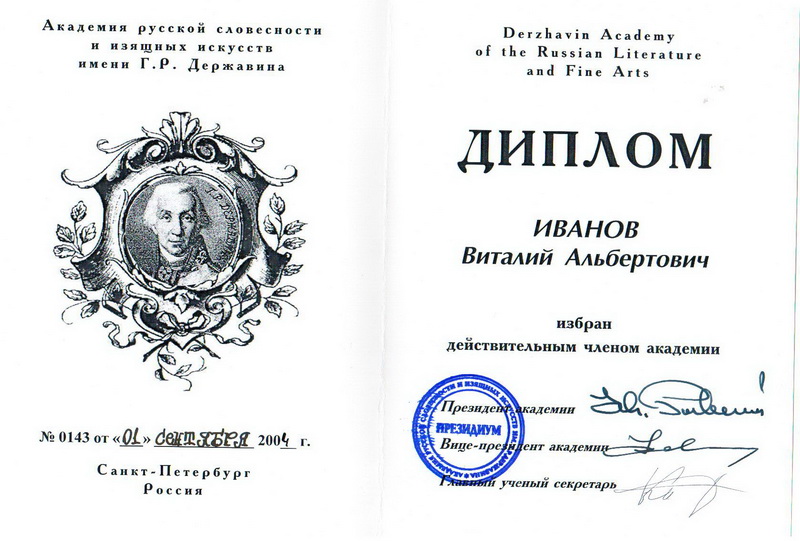 Академия русской словесности
и изящных искусств
имени Г.Р. Державина
Г.Р. ДЕРЖАВИН
№ 0143 от «01» СЕНТЯБРЯ 2004 г.
Санкт-Петербург
Россия
Derzhavin Academy
of the Russian Literature
and Fine Arts
ДИПЛОМ
ИВАНОВ
Виталий Альбертович
избран
действительным членом академии
Президент академии
ПРЕЗИДИУМ
Вице-президент академии
Главный ученый секретарь